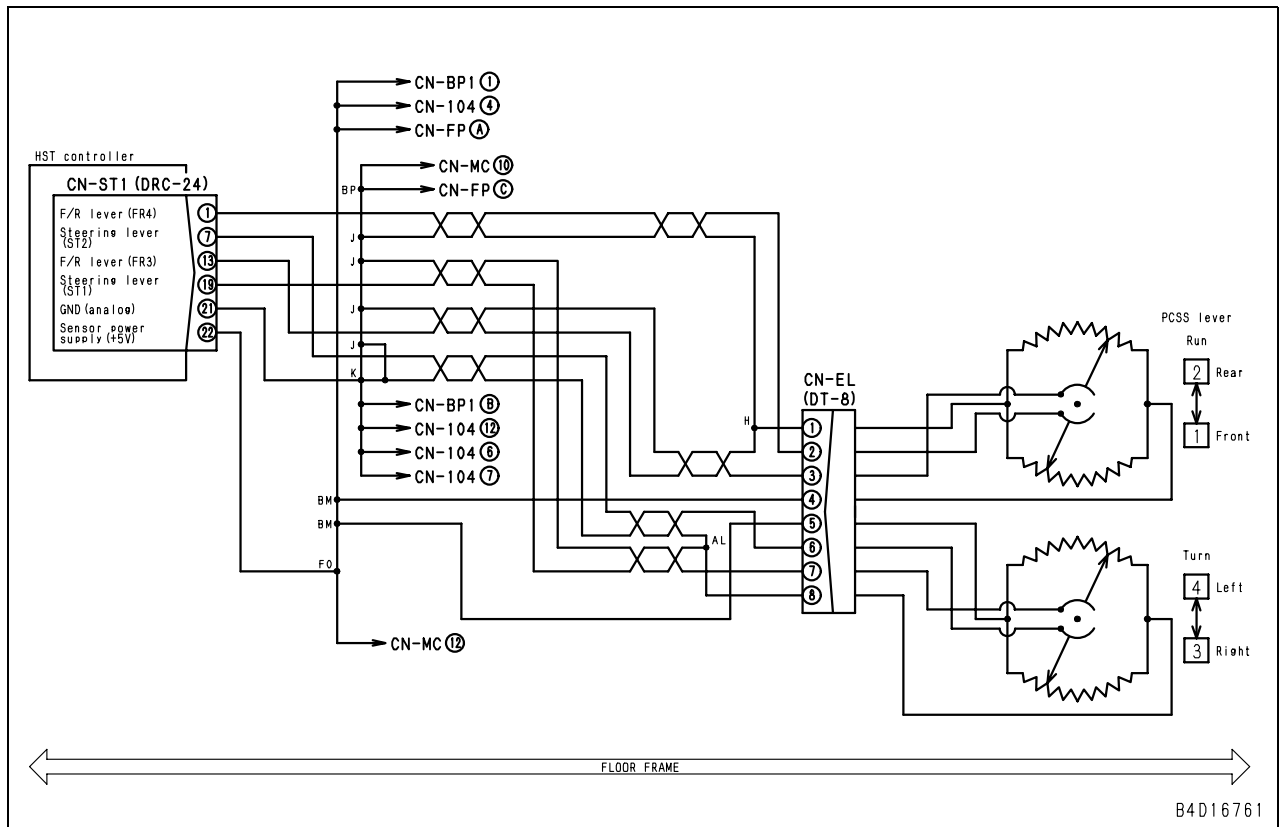 CN-BP1 ①
CN-104 ④
CN-FP Ⓐ
HST controller
CN-MC ⑩
CN-ST1 (DRC-24)
BP
CN-FP Ⓒ
F/R lever (FR4)
①
Steering lever
(ST2)
⑦
J
F/R lever (FR3)
⑬
J
Steering lever
(ST1)
⑲
GND (analog)
㉑
J
Sensor power
supply (+5V)
㉒
J
K
PCSS lever
Run
2 Rear
1 Front
CN-EL
(DT-8)
CN-BP1 Ⓑ
CN-104 ⑫
CN-104 ⑥
CN-104 ⑦
H
①
②
③
④
⑤
⑥
⑦
⑧
BM
BM
AL
FO
Turn
4 Left
3 Right
CN-MC ⑫
FLOOR FRAME
B4D16761